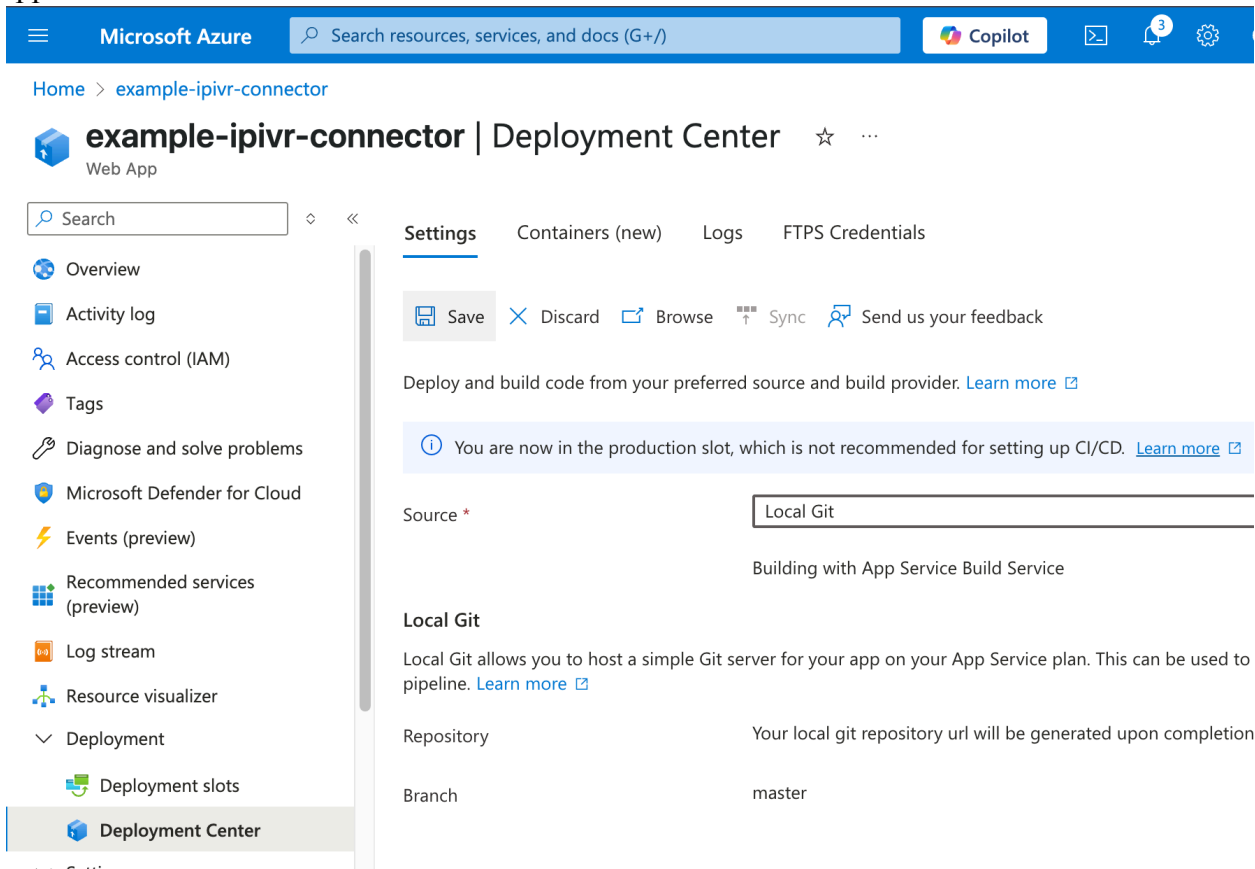 Microsoft Azure
Search resources, services, and docs (G+/)
Copilot
3
Home > example-ipivr-connector
example-ipivr-connector | Deployment Center
Web App
Search
Settings Containers (new) Logs FTPS Credentials
Overview
Activity log
Access control (IAM)
Tags
Diagnose and solve problems
Microsoft Defender for Cloud
Events (preview)
Recommended services
(preview)
Log stream
Resource visualizer
Deployment
Deployment slots
Deployment Center
Save Discard Browse Sync Send us your feedback
Deploy and build code from your preferred source and build provider. Learn more
You are now in the production slot, which is not recommended for setting up CI/CD. Learn more
Source * Local Git
Building with App Service Build Service
Local Git
Local Git allows you to host a simple Git server for your app on your App Service plan. This can be used to
pipeline. Learn more
Repository Your local git repository url will be generated upon completion
Branch master